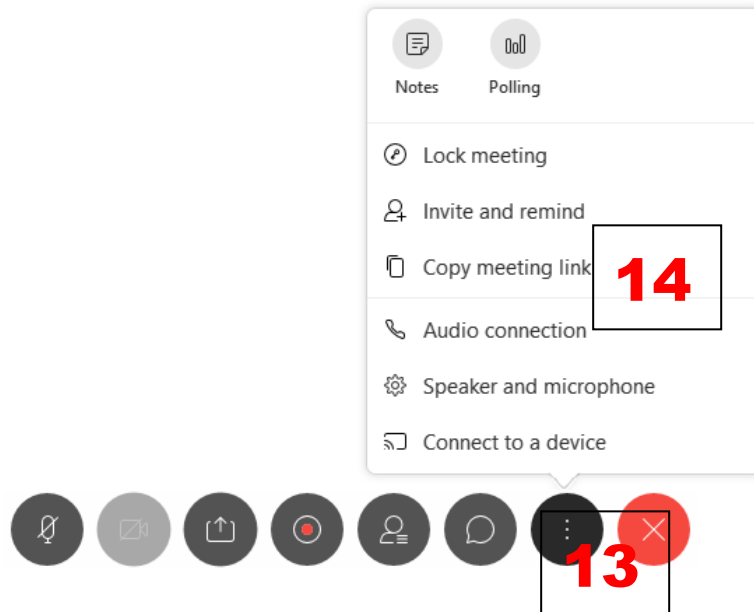 Notes Polling
Lock meeting
Invite and remind
Copy meeting link
14
Audio connection
Speaker and microphone
Connect to a device
13